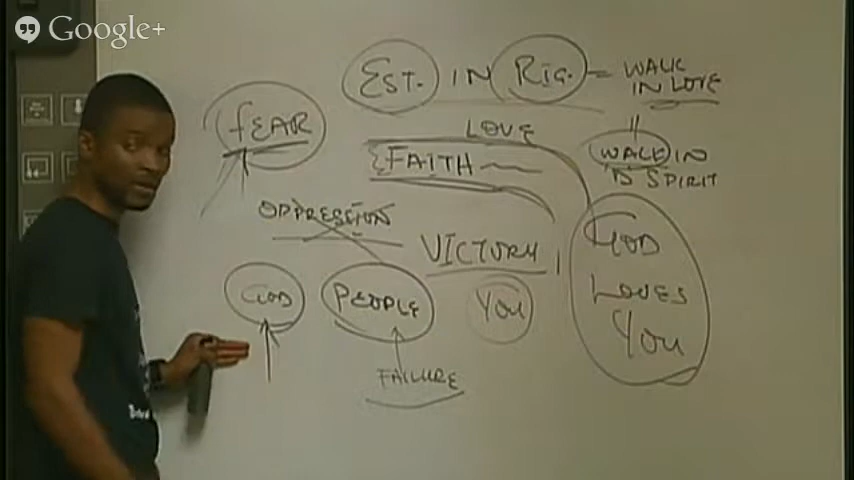 Google+
EST. IN RIG. = WALK
IN LOVE
FEAR
LOVE
FAITH
WALK IN
D SPIRIT
OPPRESSION
VICTORY,
GOD
LOVES
YOU
GOD PEOPLE YOU
FAILURE